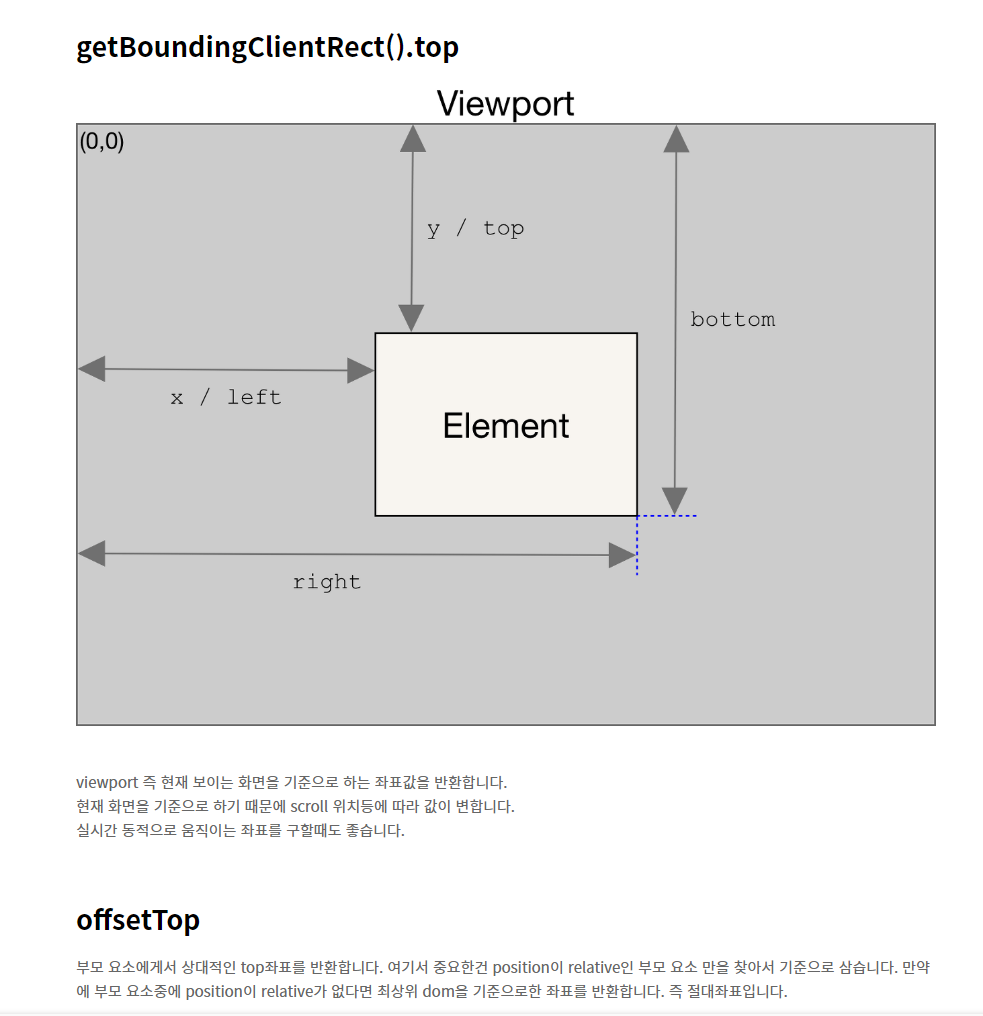 getBoundingClientRect().top
Viewport
(0,0)
y / top
bottom
x / left
Element
right
viewport 즉 현재 보이는 화면을 기준으로 하는 좌표값을 반환합니다.
현재 화면을 기준으로 하기 때문에 scroll 위치등에 따라 값이 변합니다.
실시간 동적으로 움직이는 좌표를 구할때도 좋습니다.
offsetTop
부모 요소에게서 상대적인 top좌표를 반환합니다. 여기서 중요한건 position이 relative인 부모 요소 만을 찾아서 기준으로 삼습니다. 만약
에 부모 요소중에 position이 relative가 없다면 최상위 dom을 기준으로한 좌표를 반환합니다. 즉 절대좌표입니다.